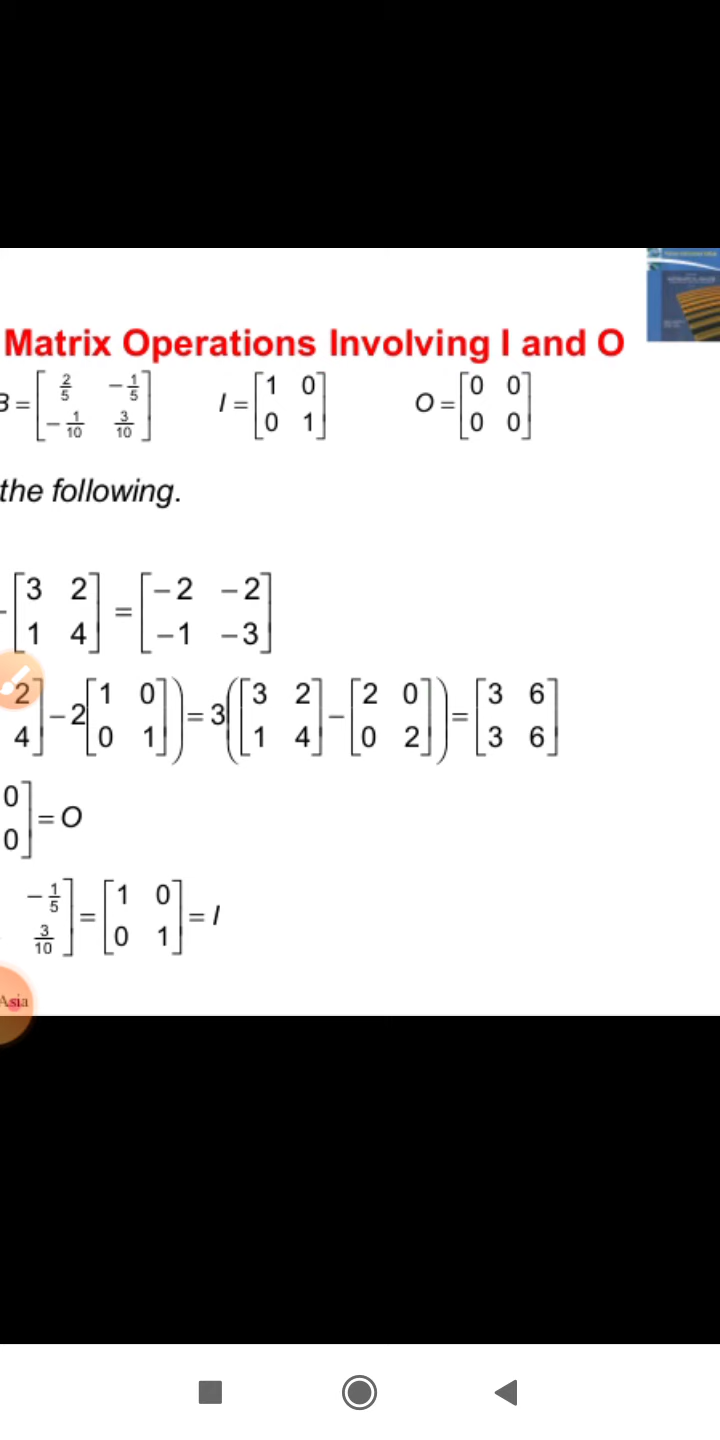 Matrix Operations Involving I and O
B = [ 2/5 −1/5 ; −1/10 3/10 ] I = [ 1 0 ; 0 1 ] O = [ 0 0 ; 0 0 ]
the following.
− [ 3 2 ; 1 4 ] = [ −2 −2 ; −1 −3 ]
2 ; 4 ] − 2 [ 1 0 ; 0 1 ] ) = 3 ( [ 3 2 ; 1 4 ] − [ 2 0 ; 0 2 ] ) = [ 3 6 ; 3 6 ]
0 ; 0 ] = O
−1/5 ; 3/10 ] = [ 1 0 ; 0 1 ] = I
Asia